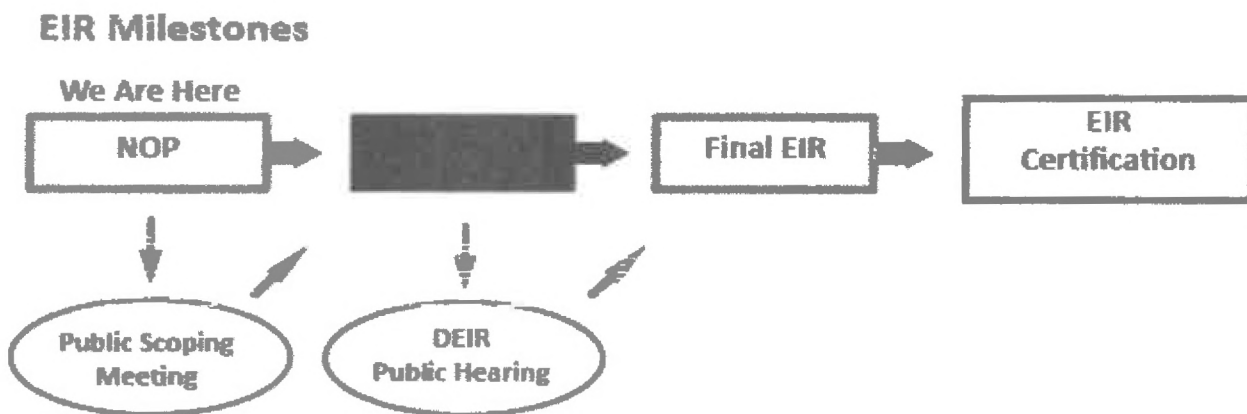 EIR Milestones
We Are Here
NOP
Final EIR
EIR
Certification
Public Scoping
Meeting
DEIR
Public Hearing